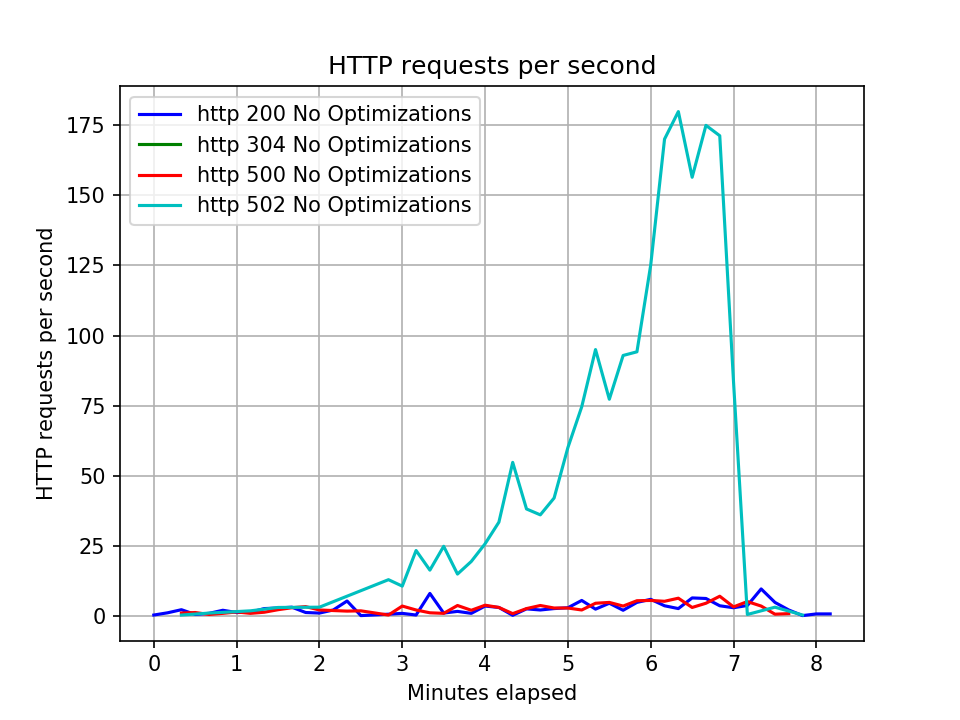 HTTP requests per second
http 200 No Optimizations
http 304 No Optimizations
http 500 No Optimizations
http 502 No Optimizations
175
150
125
100
75
50
25
0
HTTP requests per second
0 1 2 3 4 5 6 7 8
Minutes elapsed